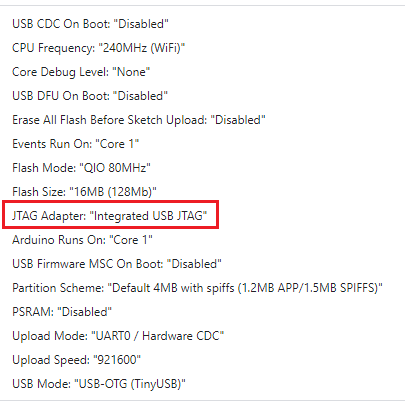 USB CDC On Boot: "Disabled"
CPU Frequency: "240MHz (WiFi)"
Core Debug Level: "None"
USB DFU On Boot: "Disabled"
Erase All Flash Before Sketch Upload: "Disabled"
Events Run On: "Core 1"
Flash Mode: "QIO 80MHz"
Flash Size: "16MB (128Mb)"
JTAG Adapter: "Integrated USB JTAG"
Arduino Runs On: "Core 1"
USB Firmware MSC On Boot: "Disabled"
Partition Scheme: "Default 4MB with spiffs (1.2MB APP/1.5MB SPIFFS)"
PSRAM: "Disabled"
Upload Mode: "UART0 / Hardware CDC"
Upload Speed: "921600"
USB Mode: "USB-OTG (TinyUSB)"